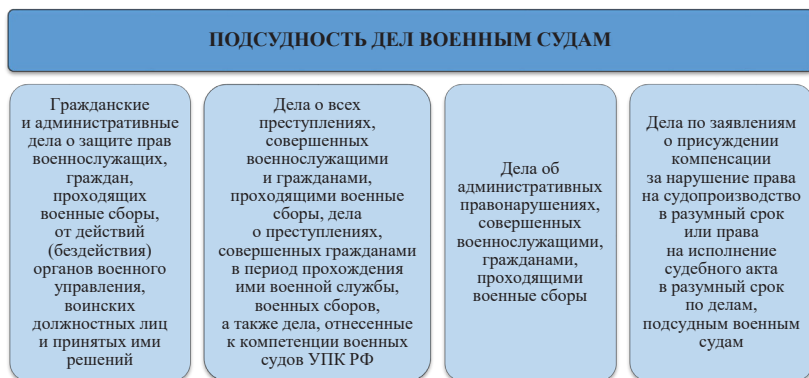 ПОДСУДНОСТЬ ДЕЛ ВОЕННЫМ СУДАМ
Гражданские
и административные
дела о защите прав
военнослужащих,
граждан,
проходящих
военные сборы,
от действий
(бездействия)
органов военного
управления,
воинских
должностных лиц
и принятых ими
решений
Дела о всех
преступлениях,
совершенных
военнослужащими
и гражданами,
проходящими военные
сборы, дела
о преступлениях,
совершенных гражданами
в период прохождения
ими военной службы,
военных сборов,
а также дела, отнесенные
к компетенции военных
судов УПК РФ
Дела об
административных
правонарушениях,
совершенных
военнослужащими,
гражданами,
проходящими
военные сборы
Дела по заявлениям
о присуждении
компенсации
за нарушение права
на судопроизводство
в разумный срок
или права
на исполнение
судебного акта
в разумный срок
по делам,
подсудным военным
судам